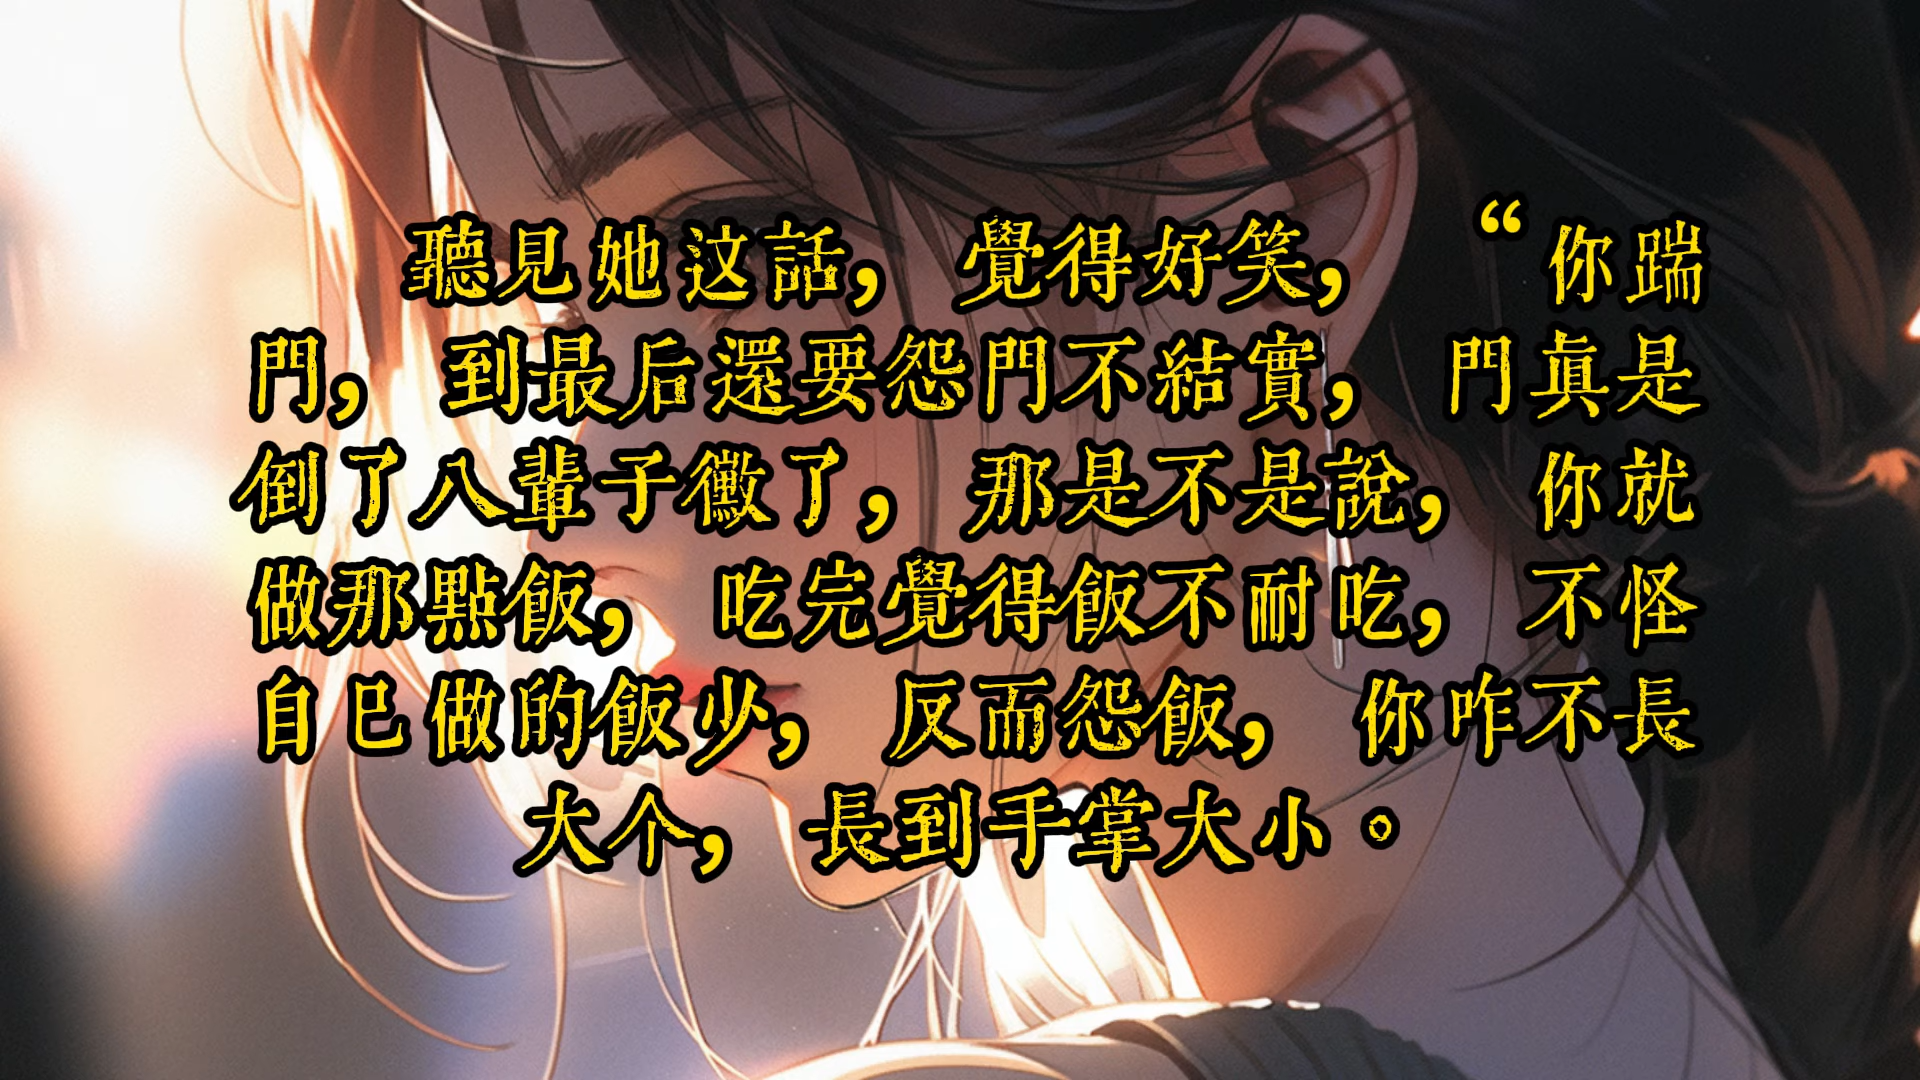 聽見她这話，覺得好笑，“你踹
門，到最后還要怨門不結實，門真是
倒了八輩子黴了，那是不是說，你就
做那點飯，吃完覺得飯不耐吃，不怪
自己做的飯少，反而怨飯，你咋不長
大个，長到手掌大小。